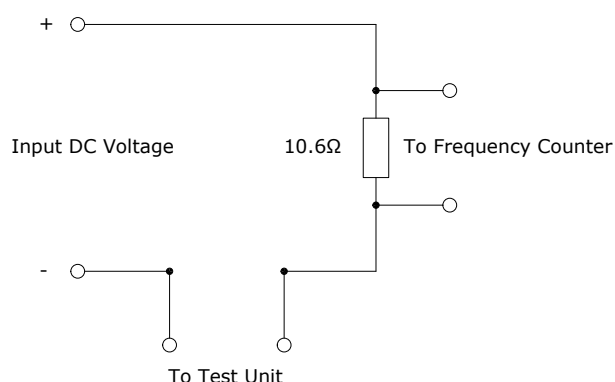 +
Input DC Voltage
10.6Ω
To Frequency Counter
-
To Test Unit